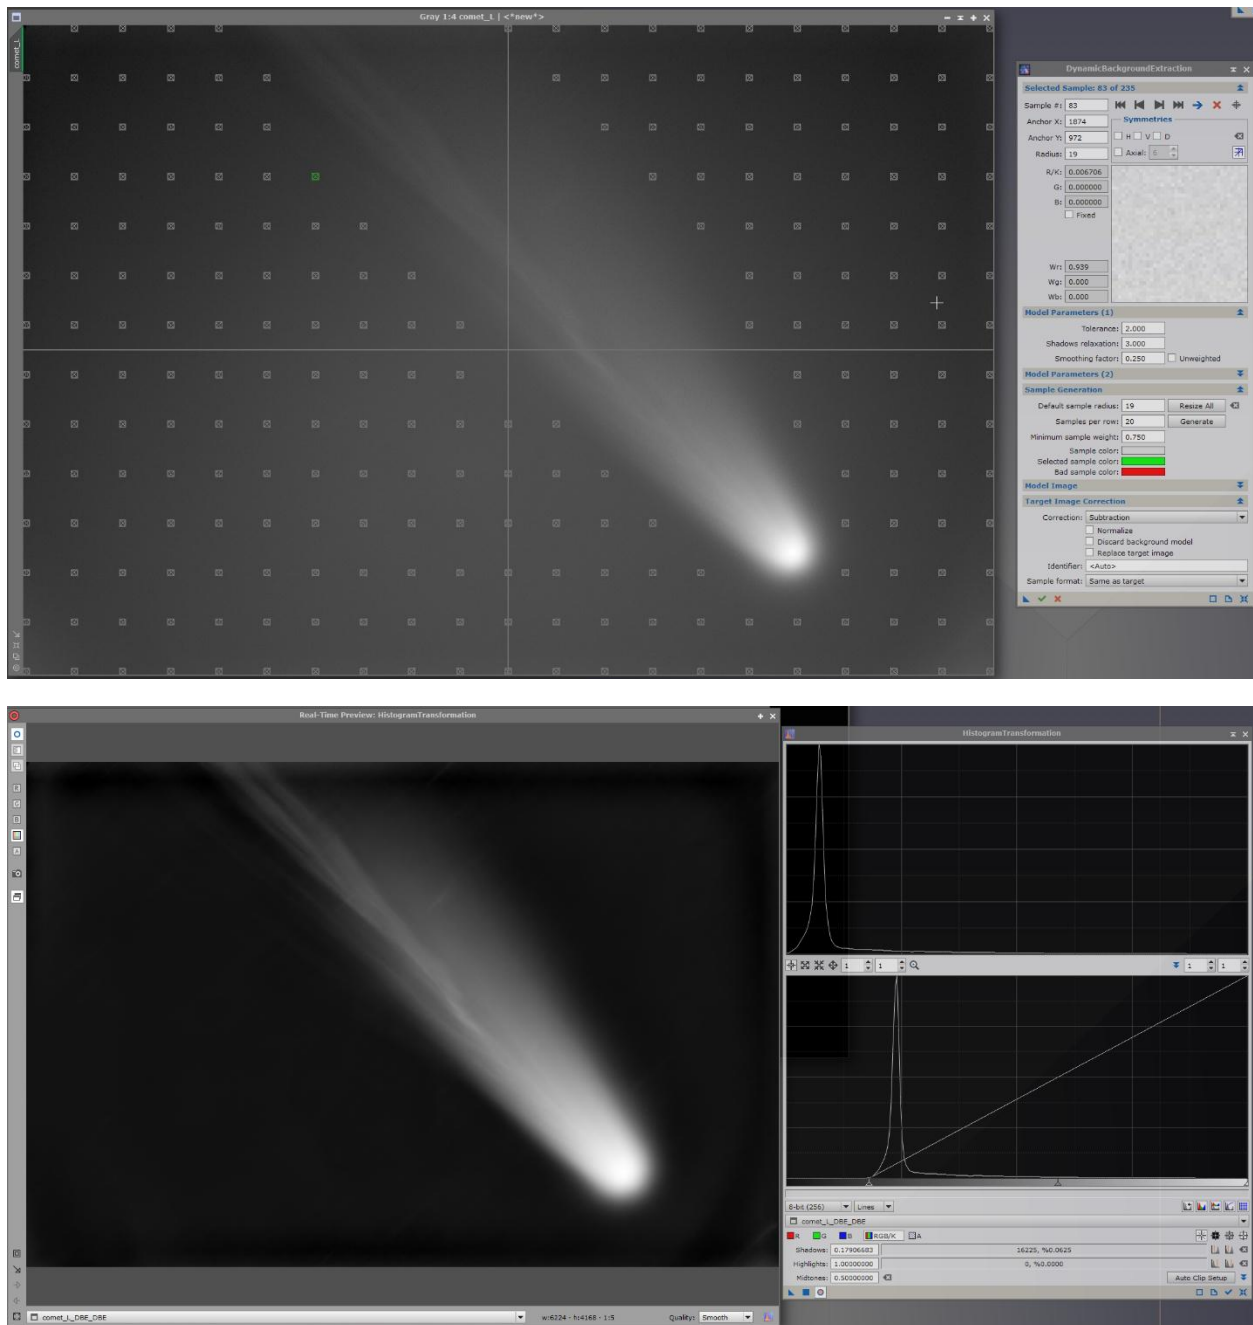 Gray 1:4 comet_L | <*new*>
comet_L
DynamicBackgroundExtraction
Selected Sample: 83 of 235
Sample #: 83
Anchor X: 1874
Symmetries
Anchor Y: 972
H V D
Radius: 19
Axial: 6
R/K: 0.006706
G: 0.000000
B: 0.000000
Fixed
Wr: 0.939
Wg: 0.000
Wb: 0.000
Model Parameters (1)
Tolerance: 2.000
Shadows relaxation: 3.000
Smoothing factor: 0.250 Unweighted
Model Parameters (2)
Sample Generation
Default sample radius: 19 Resize All
Samples per row: 20 Generate
Minimum sample weight: 0.750
Sample color:
Selected sample color:
Bad sample color:
Model Image
Target Image Correction
Correction: Subtraction
Normalize
Discard background model
Replace target image
Identifier: <Auto>
Sample format: Same as target
Real-Time Preview: HistogramTransformation
R
G
B
A
comet_L_DBE_DBE w:6224 · h:4168 · 1:5 Quality: Smooth
HistogramTransformation
1 1 1 1
8-bit (256) Lines
comet_L_DBE_DBE
R G B RGB/K A
Shadows: 0.17906683 16225, %0.0625
Highlights: 1.00000000 0, %0.0000
Midtones: 0.50000000 Auto Clip Setup